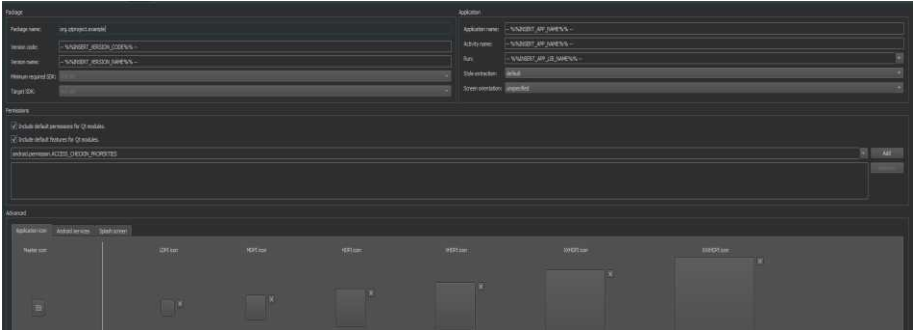 Package
Package name: org.qtproject.example
Version code: -- %%INSERT_VERSION_CODE%% --
Version name: -- %%INSERT_VERSION_NAME%% --
Minimum required SDK:
Target SDK:
Application
Application name: -- %%INSERT_APP_NAME%% --
Activity name: -- %%INSERT_APP_NAME%% --
Run: -- %%INSERT_APP_LIB_NAME%% --
Style extraction: default
Screen orientation: unspecified
Permissions
Include default permissions for Qt modules.
Include default features for Qt modules.
android.permission.ACCESS_CHECKIN_PROPERTIES
Add
Advanced
Application icon Android services Splash screen
Master icon LDPI icon MDPI icon HDPI icon XHDPI icon XXHDPI icon XXXHDPI icon
X X X X X X